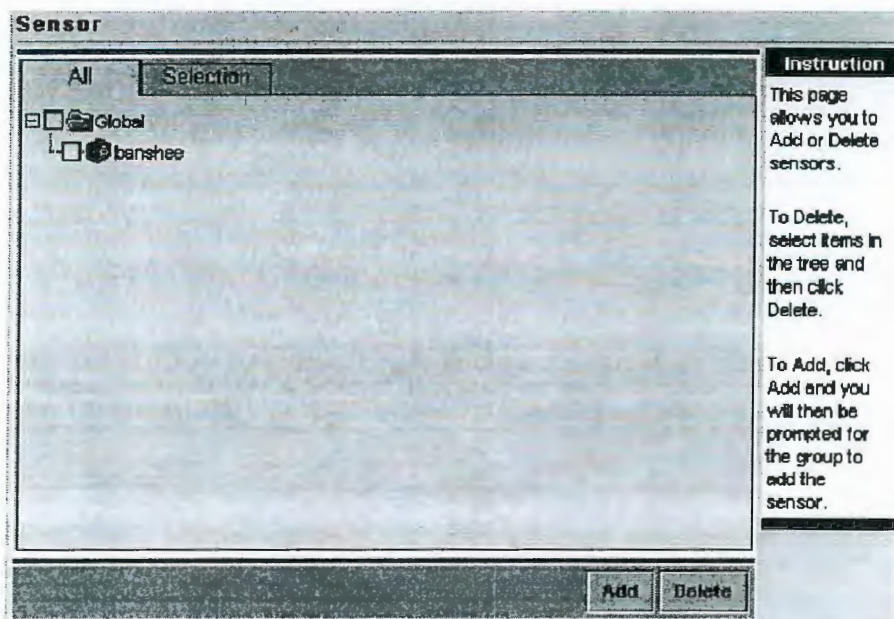 Sensor
All
Selection
Global
banshee
Instruction
This page
allows you to
Add or Delete
sensors.
To Delete,
select items in
the tree and
then click
Delete.
To Add, click
Add and you
will then be
prompted for
the group to
add the
sensor.
Add
Delete